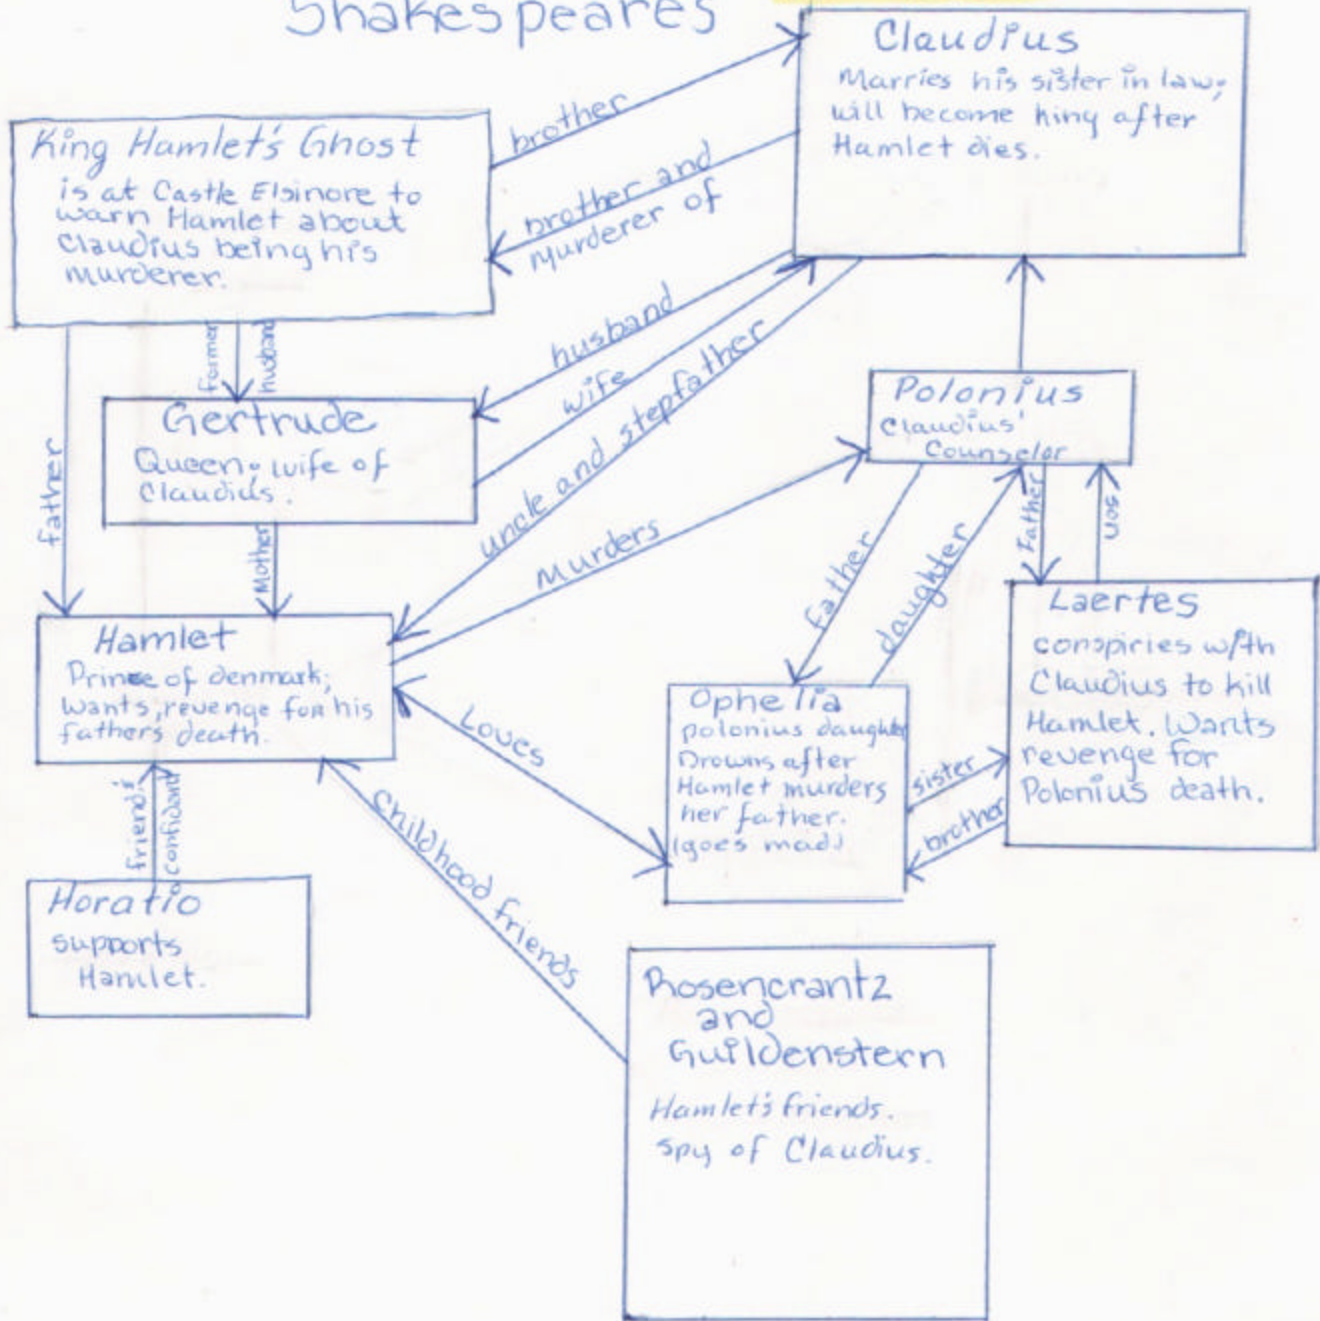 Shakespeares
Claudius
Marries his sister in law;
will become king after
Hamlet dies.
King Hamlet's Ghost
is at Castle Elsinore to
warn Hamlet about
Claudius being his
murderer.
brother
brother and
murderer of
former
husband
husband
wife
uncle and stepfather
father
Gertrude
Queen; wife of
Claudius.
Polonius
Claudius'
Counselor
Murders
Mother
father
daughter
Father
son
Hamlet
Prince of denmark;
wants, revenge for his
father's death.
Laertes
conspiries w/th
Claudius to kill
Hamlet. Wants
revenge for
Polonius death.
Ophelia
polonius daughter
Drowns after
Hamlet murders
her father.
(goes mad)
Loves
sister
brother
friend &
confidant
childhood friends
Horatio
supports
Hamlet.
Rosencrantz
and
Guildenstern
Hamlet's friends.
spy of Claudius.